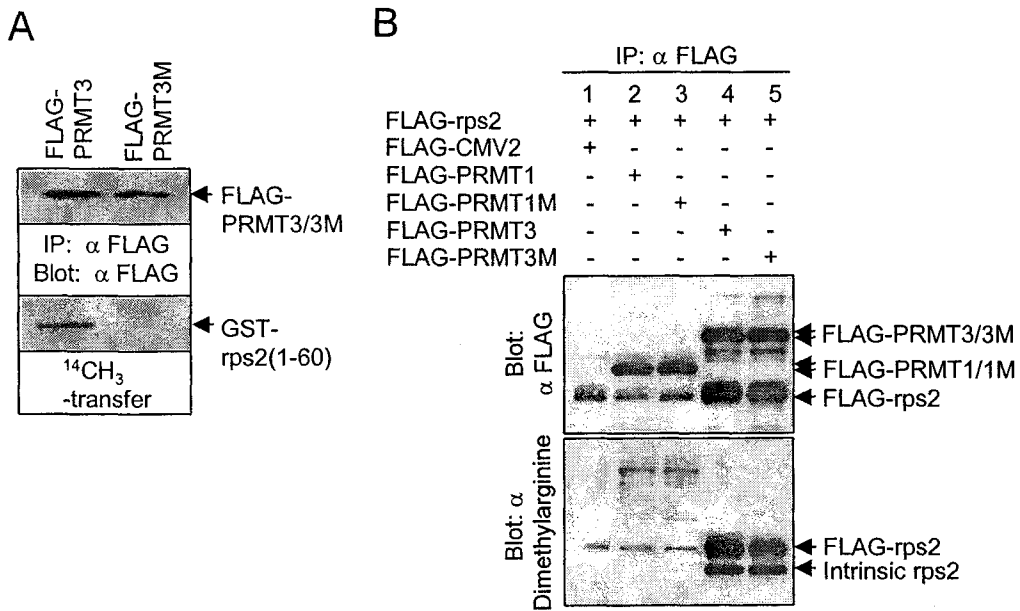 A
FLAG-
PRMT3
FLAG-
PRMT3M
FLAG-
PRMT3/3M
IP: α FLAG
Blot: α FLAG
GST-
rps2(1-60)
¹⁴CH₃
-transfer
B
IP: α FLAG
1 2 3 4 5
FLAG-rps2 + + + + +
FLAG-CMV2 + - - - -
FLAG-PRMT1 - + - - -
FLAG-PRMT1M - - + - -
FLAG-PRMT3 - - - + -
FLAG-PRMT3M - - - - +
Blot:
α FLAG
FLAG-PRMT3/3M
FLAG-PRMT1/1M
FLAG-rps2
Blot: α
Dimethylarginine
FLAG-rps2
Intrinsic rps2